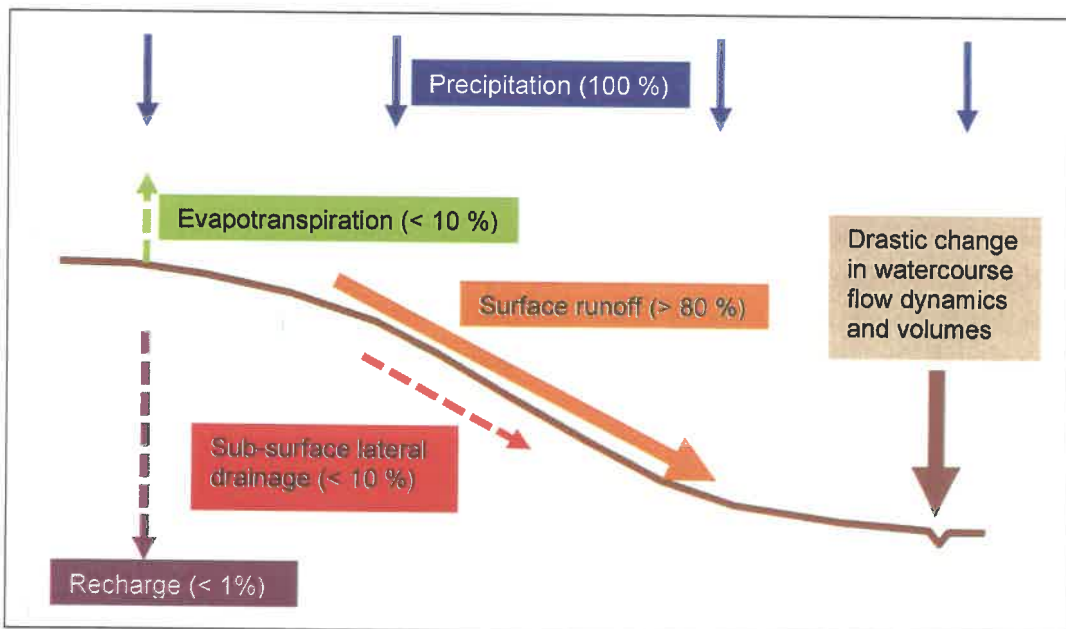 Precipitation (100 %)
Evapotranspiration (< 10 %)
Drastic change
in watercourse
flow dynamics
and volumes
Surface runoff (> 80 %)
Sub-surface lateral
drainage (< 10 %)
Recharge (< 1%)